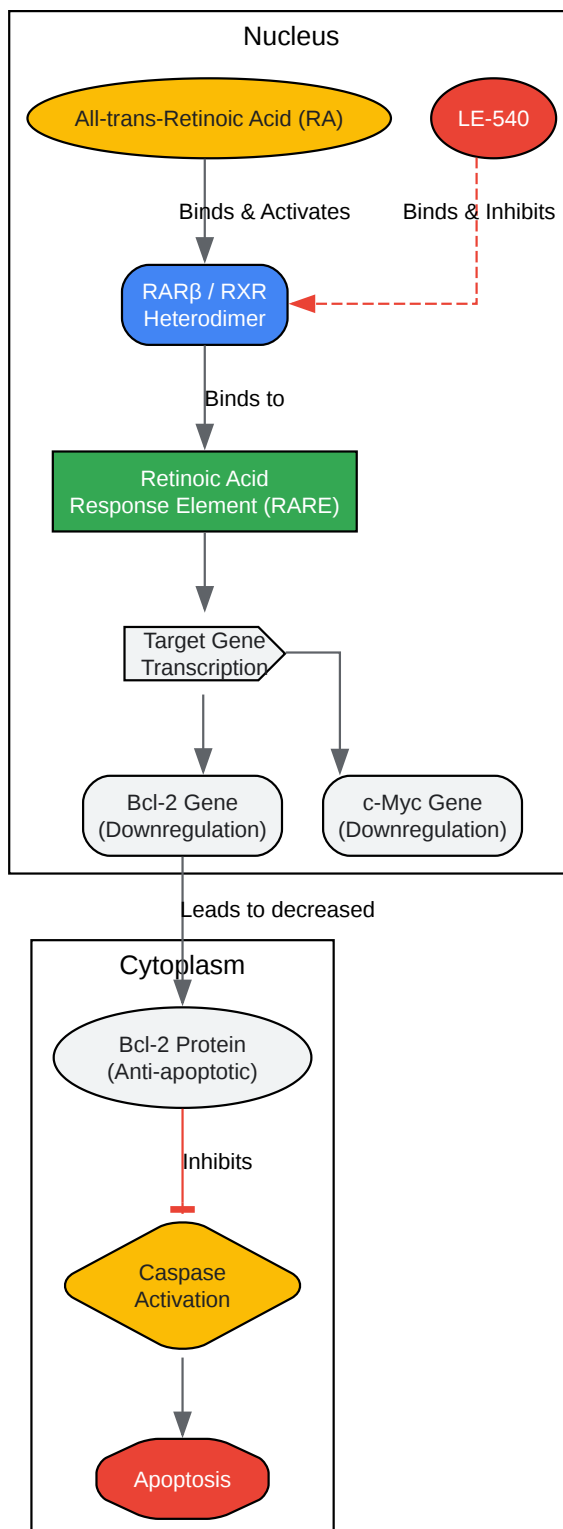 Nucleus
All-trans-Retinoic Acid (RA)
LE-540
Binds & Activates
Binds & Inhibits
RARβ / RXR
Heterodimer
Binds to
Retinoic Acid
Response Element (RARE)
Target Gene
Transcription
Bcl-2 Gene
(Downregulation)
c-Myc Gene
(Downregulation)
Leads to decreased
Cytoplasm
Bcl-2 Protein
(Anti-apoptotic)
Inhibits
Caspase
Activation
Apoptosis